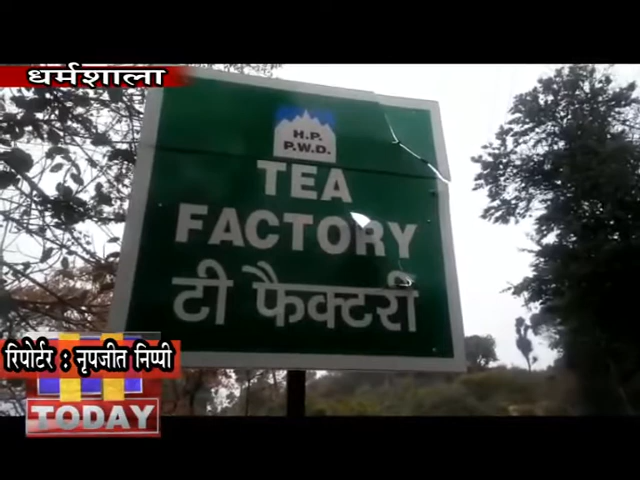 धर्मशाला
H.P.
P.W.D.
TEA
FACTORY
टी फैक्टरी
रिपोर्टर : नृपजीत निप्पी
TODAY